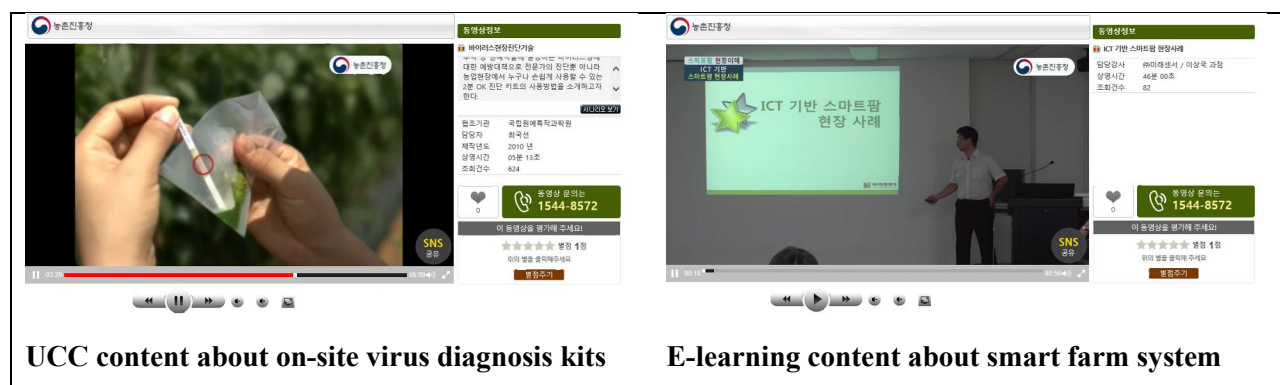 농촌진흥청
농촌진흥청
동영상정보
바이러스현장진단기술
대한 예방대책으로 전문가의 진단뿐 아니라
농업현장에서 누구나 손쉽게 사용할 수 있는
2분 OK 진단 키트의 사용방법을 소개하고자
한다.
시나리오 보기
협조기관 국립원예특작과학원
담당자 최국선
제작년도 2010 년
상영시간 05분 13초
조회건수 624
0
동영상 문의는
1544-8572
이 동영상을 평가해 주세요!
별점 1점
위의 별을 클릭해주세요
별점주기
SNS
공유
03:29
UCC content about on-site virus diagnosis kits
농촌진흥청
농촌진흥청
스마트팜 현장이해
ICT 기반
스마트팜 현장사례
ICT 기반 스마트팜
현장 사례
동영상정보
ICT 기반 스마트팜 현장사례
담당강사 ㈜미래센서 / 이상국 과장
상영시간 46분 00초
조회건수 82
0
동영상 문의는
1544-8572
이 동영상을 평가해 주세요!
별점 1점
위의 별을 클릭해주세요
별점주기
SNS
공유
00:18
E-learning content about smart farm system